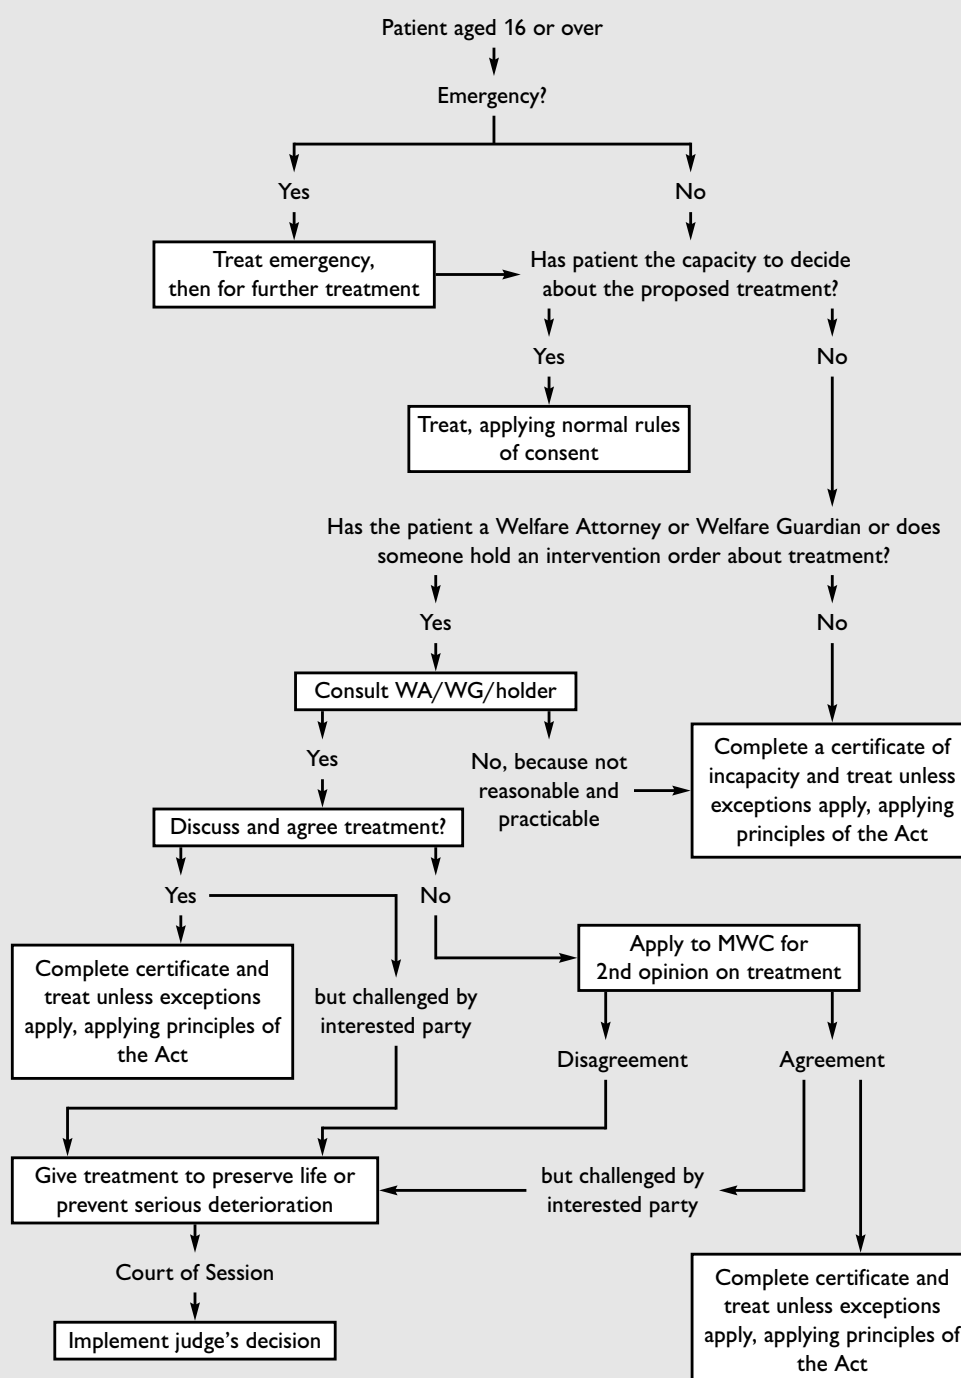 Patient aged 16 or over
Emergency?
Yes
No
Treat emergency,
then for further treatment
Has patient the capacity to decide
about the proposed treatment?
Yes
No
Treat, applying normal rules
of consent
Has the patient a Welfare Attorney or Welfare Guardian or does
someone hold an intervention order about treatment?
Yes
No
Consult WA/WG/holder
Yes
No, because not
reasonable and
practicable
Complete a certificate of
incapacity and treat unless
exceptions apply, applying
principles of the Act
Discuss and agree treatment?
Yes
No
Complete certificate and
treat unless exceptions
apply, applying principles of
the Act
but challenged by
interested party
Apply to MWC for
2nd opinion on treatment
Disagreement
Agreement
Give treatment to preserve life or
prevent serious deterioration
but challenged by
interested party
Court of Session
Implement judge's decision
Complete certificate and
treat unless exceptions
apply, applying principles of
the Act